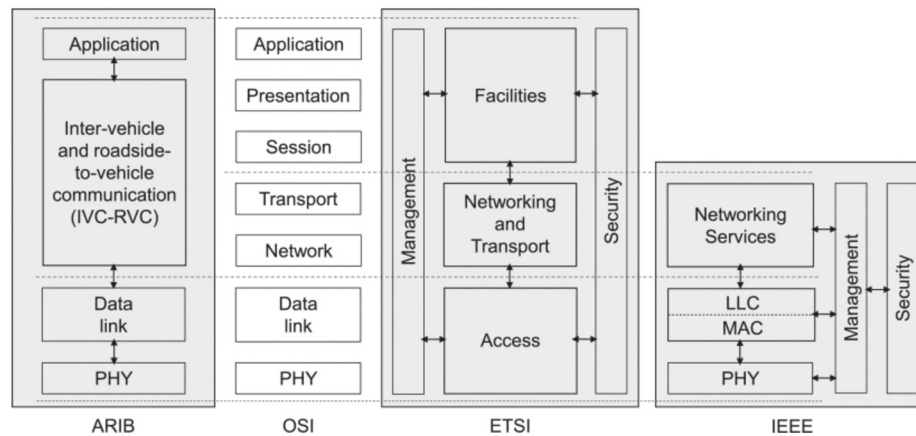 Application
Inter-vehicle
and roadside-
to-vehicle
communication
(IVC-RVC)
Data
link
PHY
ARIB
Application
Presentation
Session
Transport
Network
Data
link
PHY
OSI
Management
Facilities
Networking
and
Transport
Access
Security
ETSI
Networking
Services
LLC
MAC
PHY
Management
Security
IEEE